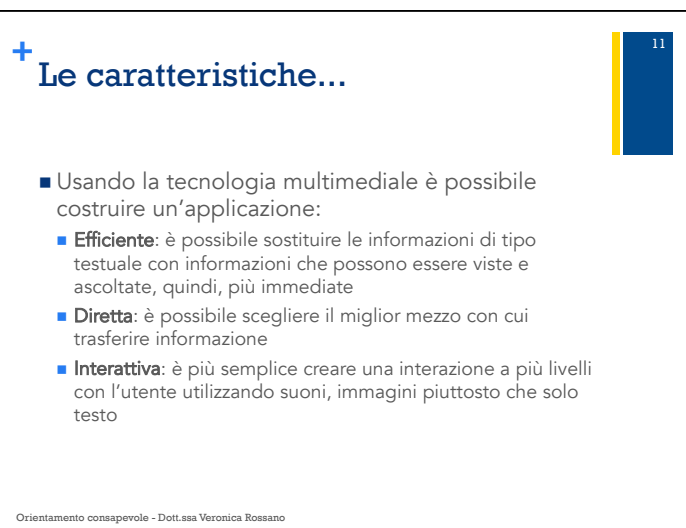 +
Le caratteristiche...
11
Usando la tecnologia multimediale è possibile
costruire un'applicazione:
Efficiente: è possibile sostituire le informazioni di tipo
testuale con informazioni che possono essere viste e
ascoltate, quindi, più immediate
Diretta: è possibile scegliere il miglior mezzo con cui
trasferire informazione
Interattiva: è più semplice creare una interazione a più livelli
con l'utente utilizzando suoni, immagini piuttosto che solo
testo
Orientamento consapevole - Dott.ssa Veronica Rossano